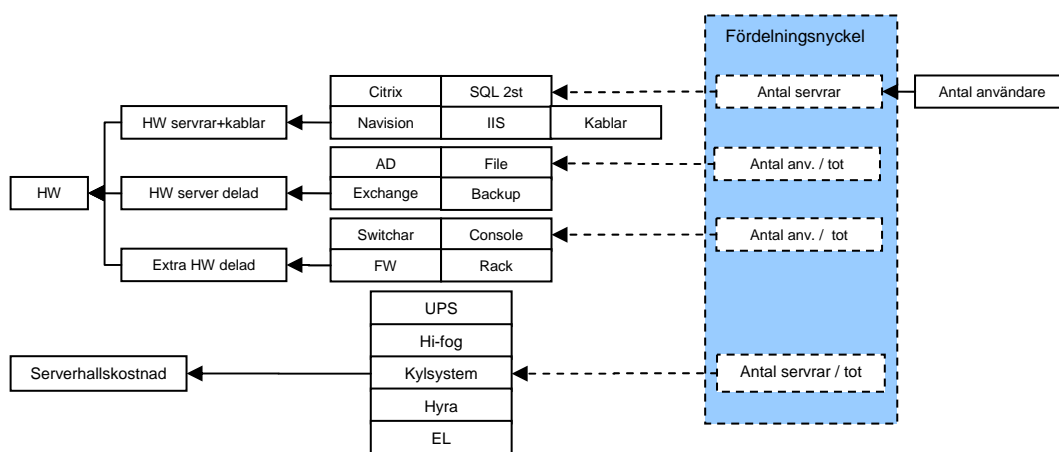 Fördelningsnyckel
Citrix SQL 2st Antal servrar Antal användare
HW servrar+kablar Navision IIS Kablar
AD File Antal anv. / tot
HW HW server delad Exchange Backup
Switchar Console Antal anv. / tot
Extra HW delad FW Rack
UPS
Hi-fog
Serverhallskostnad Kylsystem Antal servrar / tot
Hyra
EL